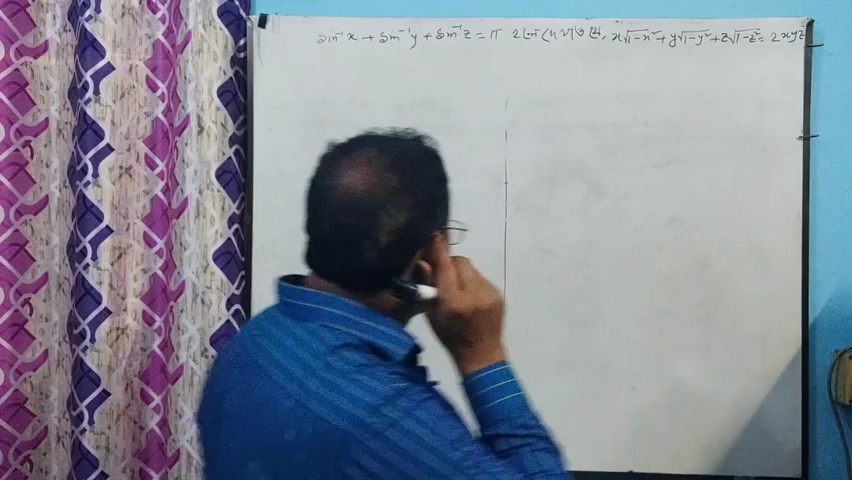 sin⁻¹x + sin⁻¹y + sin⁻¹z = π হলে দেখাও যে, x√1-x² + y√1-y² + z√1-z² = 2xyz